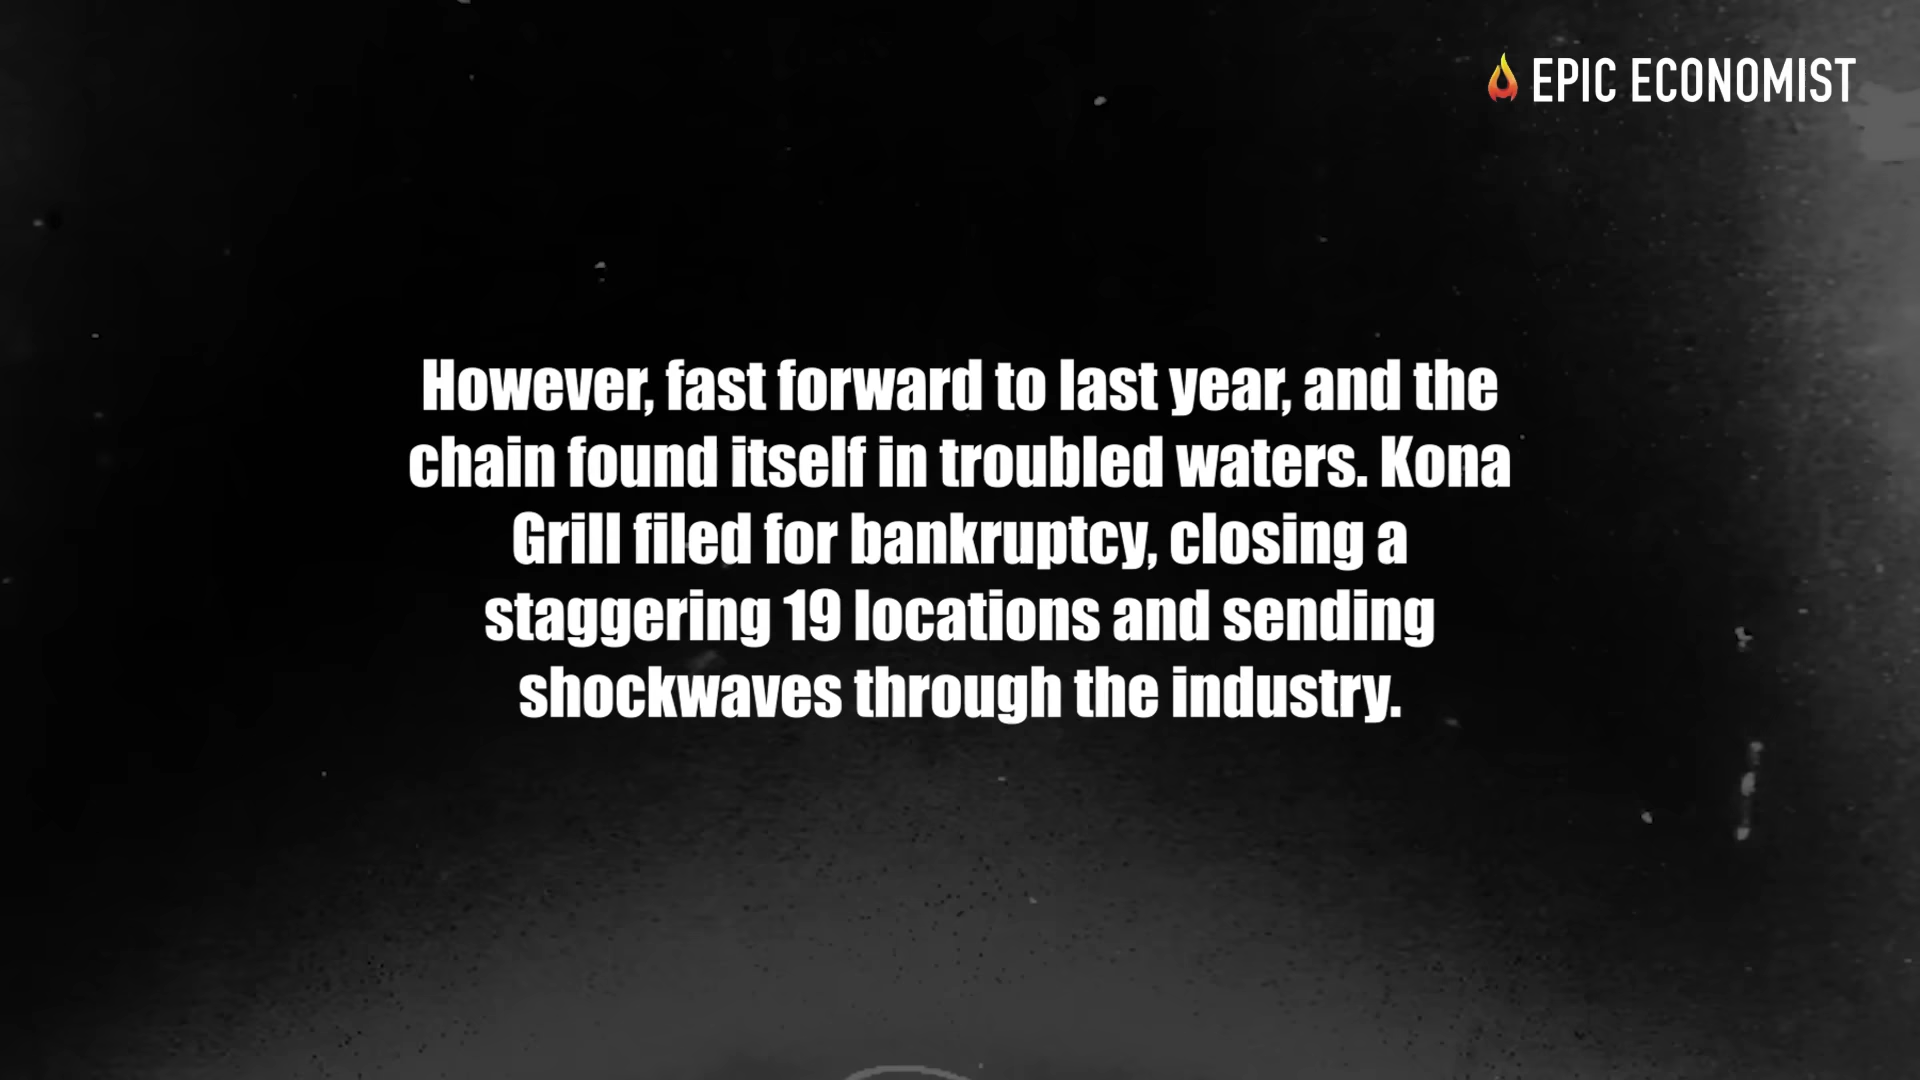 EPIC ECONOMIST
However, fast forward to last year, and the
chain found itself in troubled waters. Kona
Grill filed for bankruptcy, closing a
staggering 19 locations and sending
shockwaves through the industry.